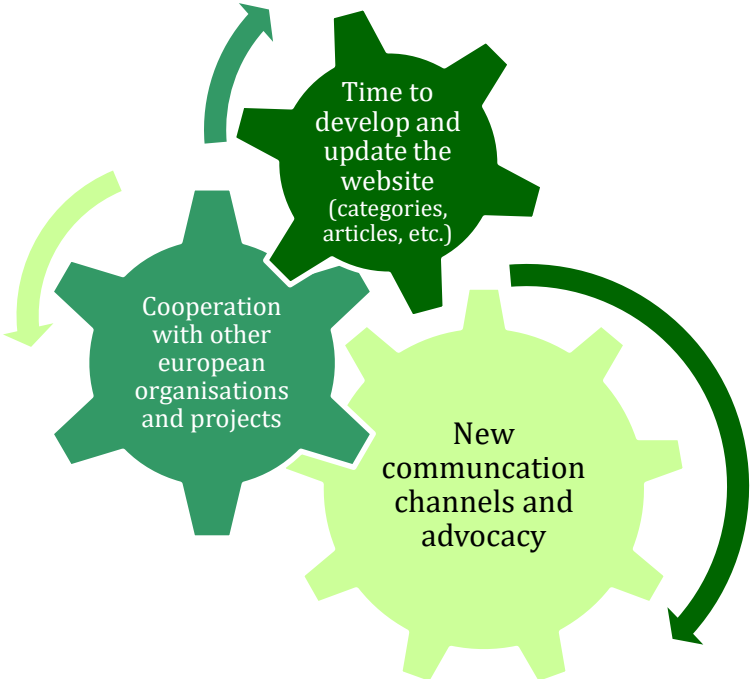 Time to
develop and
update the
website
(categories,
articles, etc.)
Cooperation
with other
european
organisations
and projects
New
communcation
channels and
advocacy